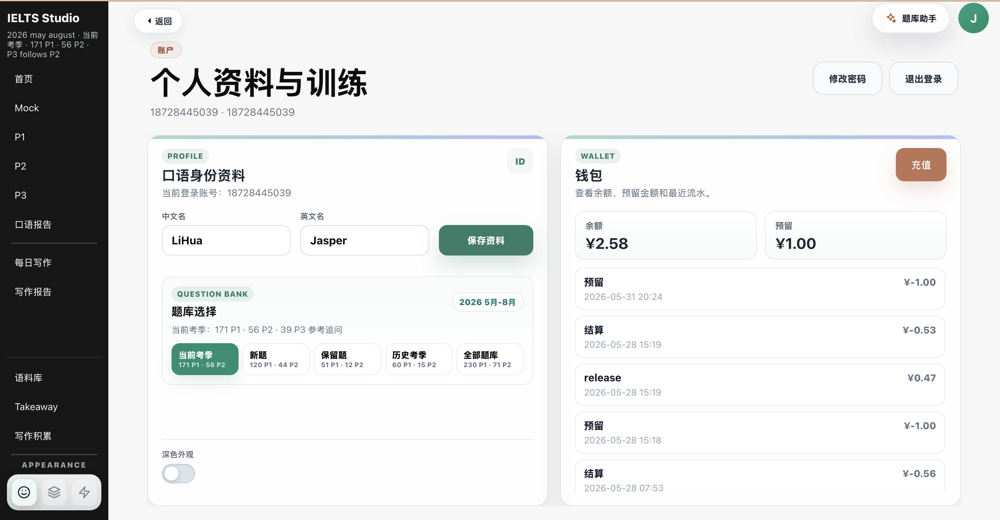 IELTS Studio
2026 may august · 当前
考季 · 171 P1 · 56 P2 ·
P3 follows P2
首页
Mock
P1
P2
P3
口语报告
每日写作
写作报告
语料库
Takeaway
写作积累
APPEARANCE
返回
题库助手
J
账户
个人资料与训练
18728445039 · 18728445039
修改密码
退出登录
PROFILE
ID
口语身份资料
当前登录账号：18728445039
中文名
英文名
LiHua
Jasper
保存资料
QUESTION BANK
2026 5月-8月
题库选择
当前考季：171 P1 · 56 P2 · 39 P3 参考追问
当前考季
171 P1 · 56 P2
新题
120 P1 · 44 P2
保留题
51 P1 · 12 P2
历史考季
60 P1 · 15 P2
全部题库
230 P1 · 71 P2
深色外观
WALLET
充值
钱包
查看余额、预留金额和最近流水。
余额
¥2.58
预留
¥1.00
预留
¥-1.00
2026-05-31 20:24
结算
¥-0.53
2026-05-28 15:19
release
¥0.47
2026-05-28 15:19
预留
¥-1.00
2026-05-28 15:18
结算
¥-0.56
2026-05-28 07:53